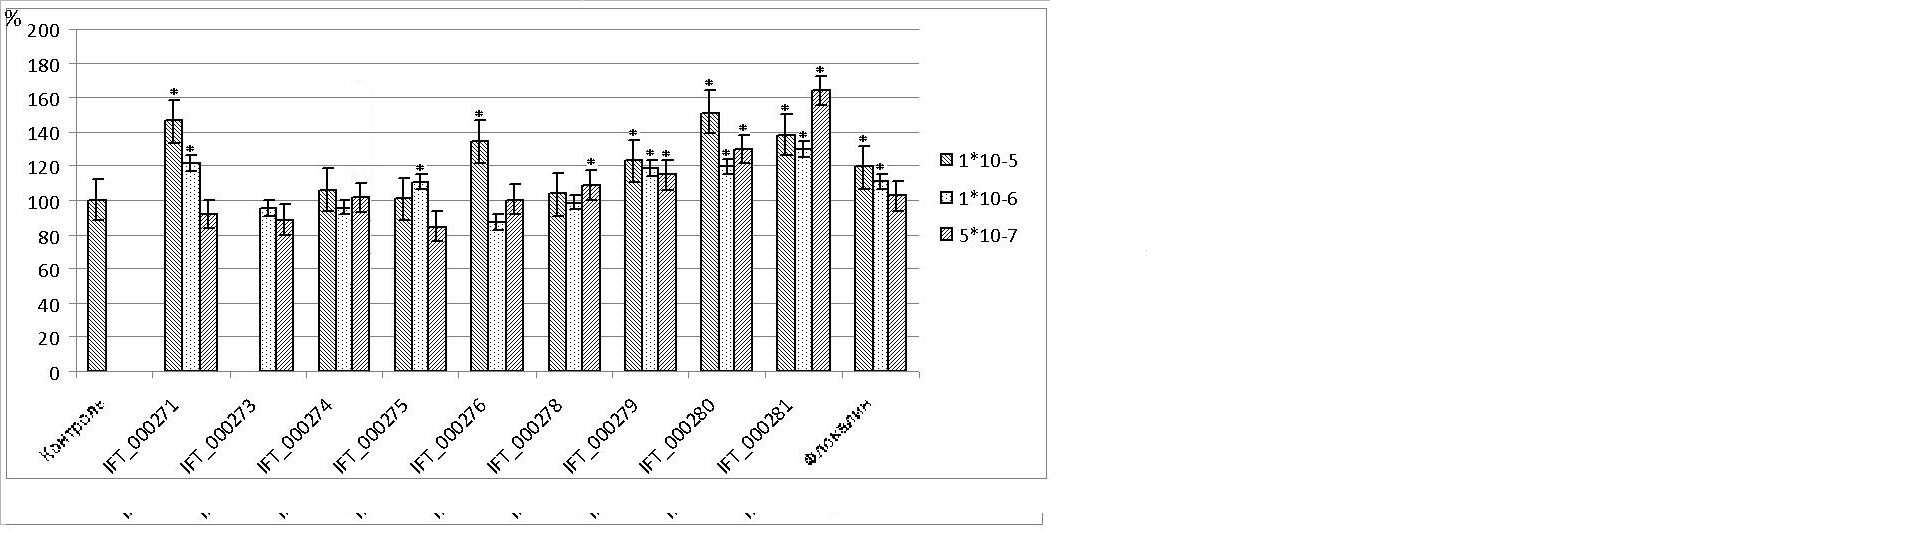 %
200
180
160
140
120
100
80
60
40
20
0
* * * * * * * * * * * * * * * * *
1*10-5
1*10-6
5*10-7
Контроль
IFT_000271
IFT_000273
IFT_000274
IFT_000275
IFT_000276
IFT_000278
IFT_000279
IFT_000280
IFT_000281
Флокалин